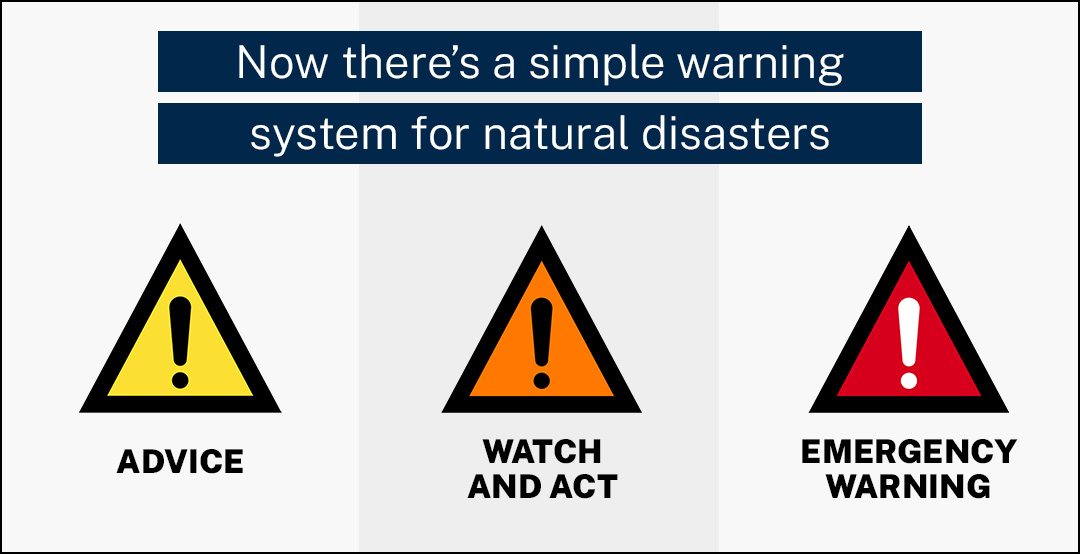 Now there’s a simple warning
system for natural disasters
ADVICE
WATCH
AND ACT
EMERGENCY
WARNING